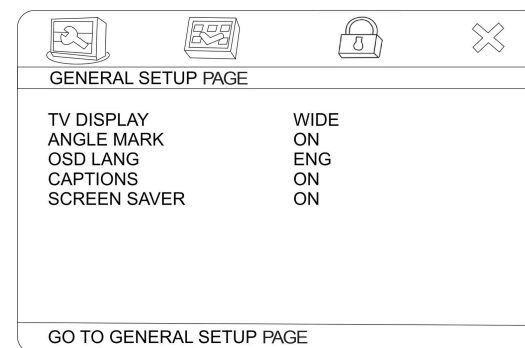 GENERAL SETUP PAGE
TV DISPLAY WIDE
ANGLE MARK ON
OSD LANG ENG
CAPTIONS ON
SCREEN SAVER ON
GO TO GENERAL SETUP PAGE